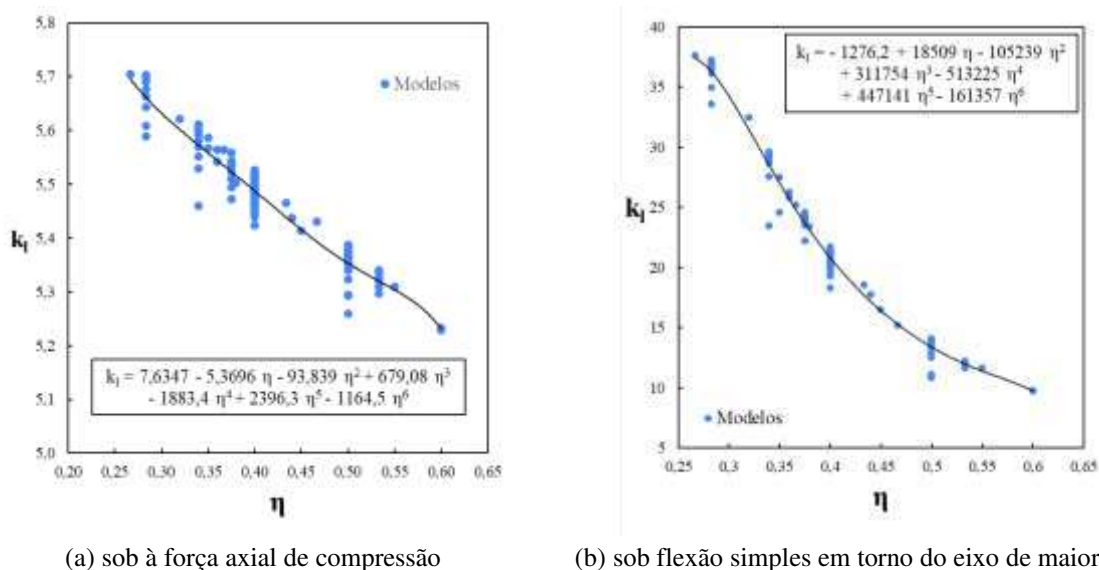 5,8
5,7
5,6
5,5
5,4
5,3
5,2
5,1
5,0
k_l
Modelos
k_l = 7,6347 - 5,3696 η - 93,839 η² + 679,08 η³
- 1883,4 η⁴ + 2396,3 η⁵ - 1164,5 η⁶
0,20 0,25 0,30 0,35 0,40 0,45 0,50 0,55 0,60 0,65
η
(a) sob à força axial de compressão
40
35
30
25
20
15
10
5
k_l
k_l = - 1276,2 + 18509 η - 105239 η²
+ 311754 η³ - 513225 η⁴
+ 447141 η⁵ - 161357 η⁶
Modelos
0,25 0,3 0,35 0,4 0,45 0,5 0,55 0,6 0,65
η
(b) sob flexão simples em torno do eixo de maior